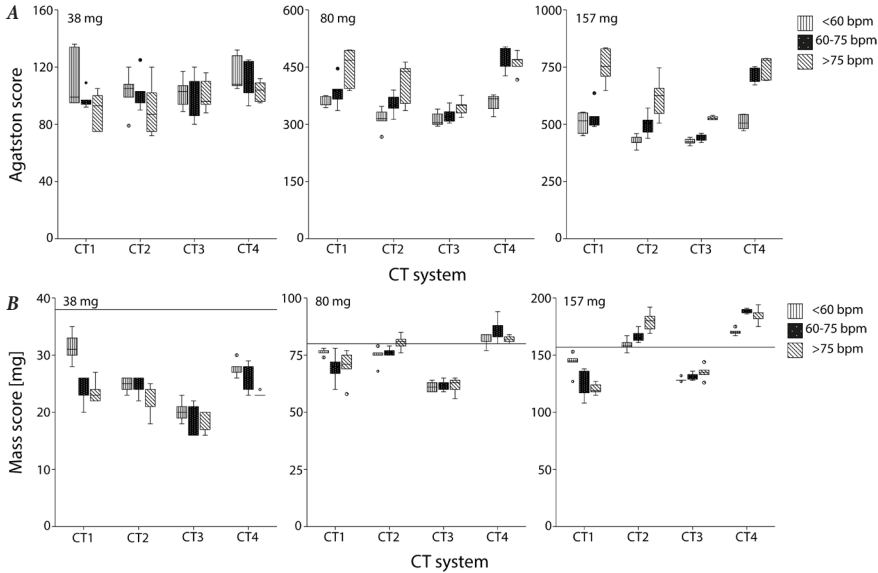 A
38 mg
80 mg
157 mg
<60 bpm
60-75 bpm
>75 bpm
Agatston score
160
120
80
40
0
600
450
300
150
0
1000
750
500
250
0
CT1 CT2 CT3 CT4
CT1 CT2 CT3 CT4
CT1 CT2 CT3 CT4
CT system
B
38 mg
80 mg
157 mg
<60 bpm
60-75 bpm
>75 bpm
Mass score [mg]
40
30
20
10
0
100
75
50
25
0
200
150
100
50
0
CT1 CT2 CT3 CT4
CT1 CT2 CT3 CT4
CT1 CT2 CT3 CT4
CT system